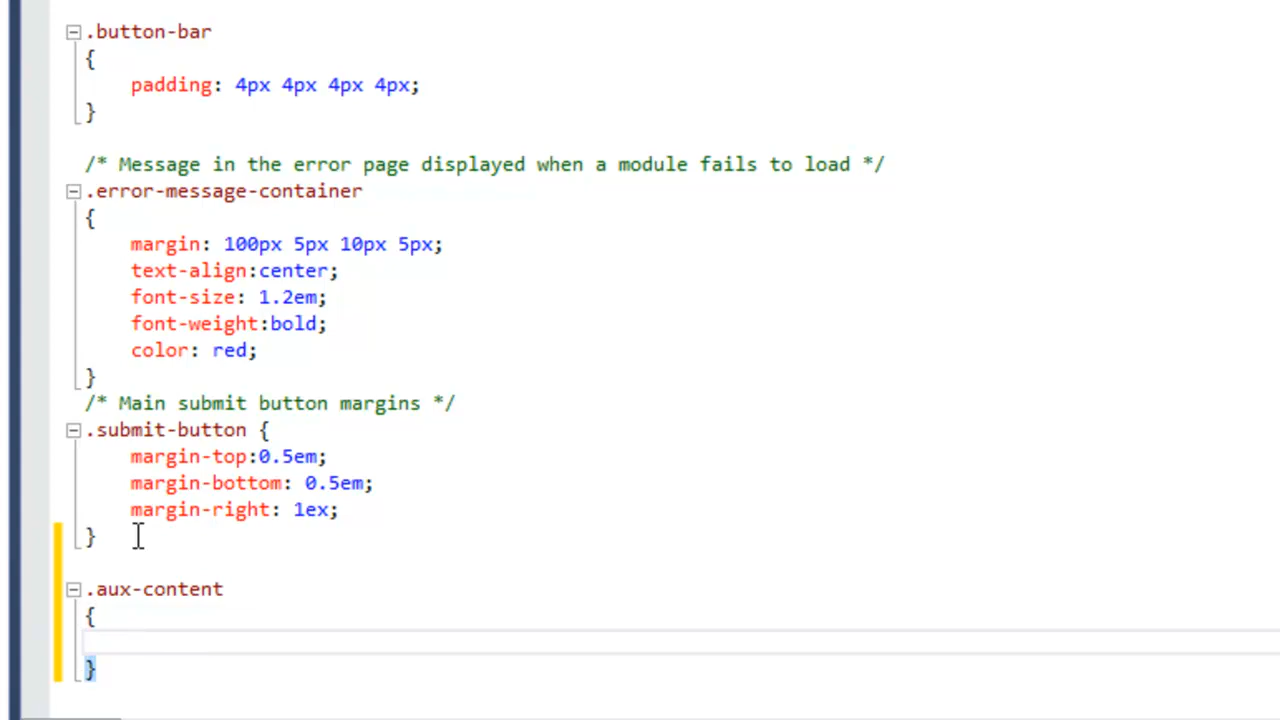 .button-bar
{
    padding: 4px 4px 4px 4px;
}

/* Message in the error page displayed when a module fails to load */
.error-message-container
{
    margin: 100px 5px 10px 5px;
    text-align:center;
    font-size: 1.2em;
    font-weight:bold;
    color: red;
}
/* Main submit button margins */
.submit-button {
    margin-top:0.5em;
    margin-bottom: 0.5em;
    margin-right: 1ex;
}

.aux-content
{

}